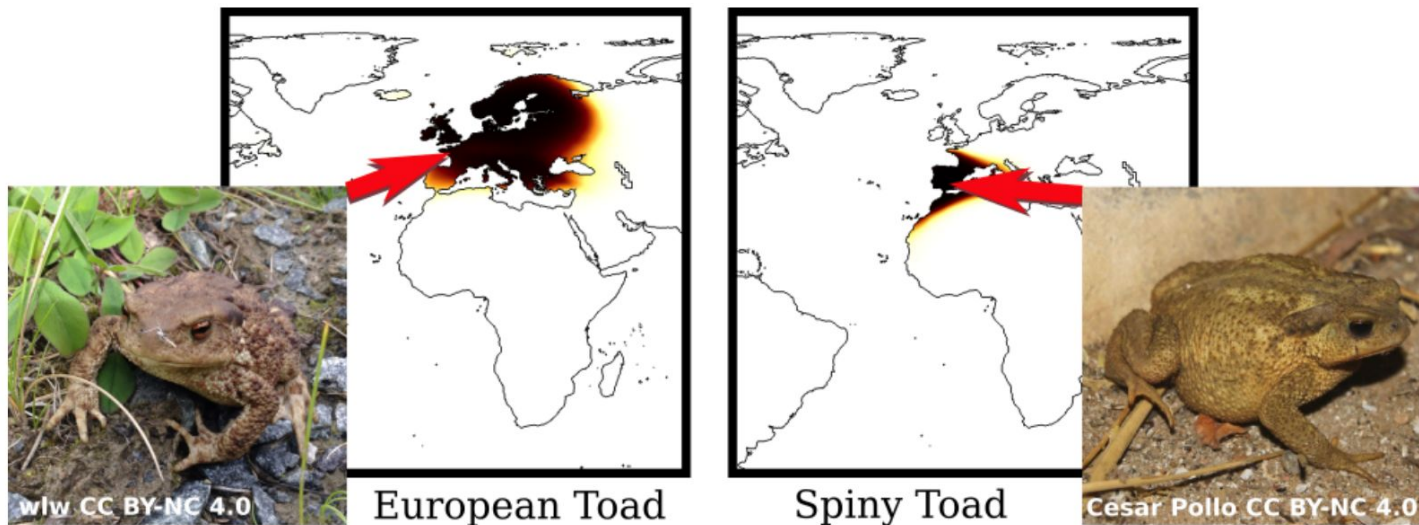 wlw CC BY-NC 4.0
European Toad
Spiny Toad
Cesar Pollo CC BY-NC 4.0